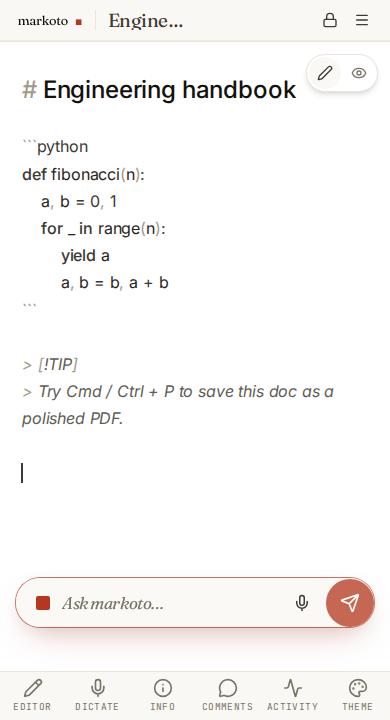 markoto
Engine...
# Engineering handbook
```python
def fibonacci(n):
    a, b = 0, 1
    for _ in range(n):
        yield a
        a, b = b, a + b
```
> [!TIP]
> Try Cmd / Ctrl + P to save this doc as a
polished PDF.
Ask markoto...
EDITOR
DICTATE
INFO
COMMENTS
ACTIVITY
THEME